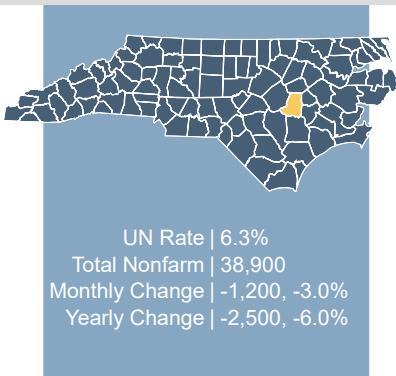 UN Rate | 6.3%
Total Nonfarm | 38,900
Monthly Change | -1,200, -3.0%
Yearly Change | -2,500, -6.0%